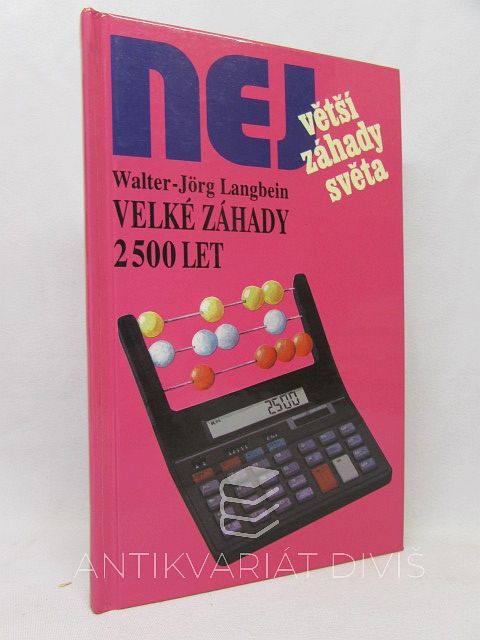 NEJ
větší
záhady
světa
Walter-Jörg Langbein
VELKÉ ZÁHADY
2 500 LET
2500
ANTIKVARIÁT DIVIŠ